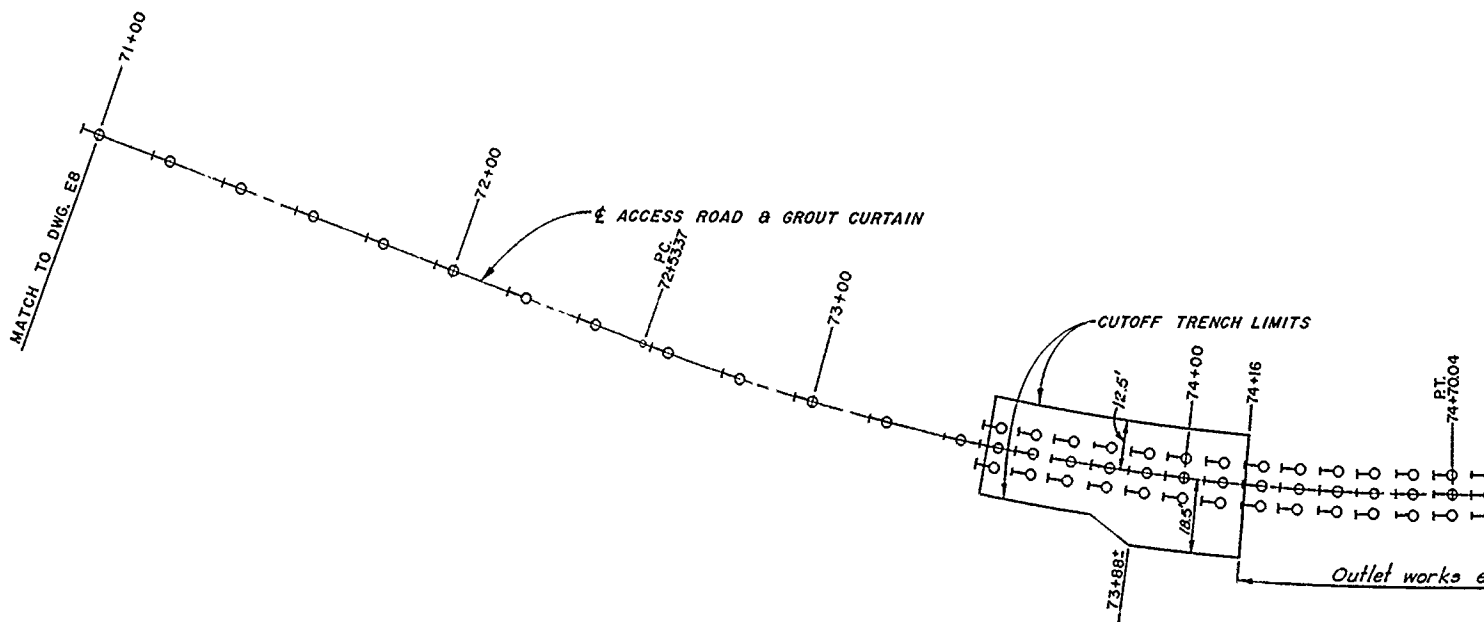 71+00
MATCH TO DWG. E8
72+00
℄ ACCESS ROAD & GROUT CURTAIN
P.C.
72+53.37
73+00
CUTOFF TRENCH LIMITS
12.5'
74+00
74+16
P.T.
74+70.04
18.5'
73+88±
Outlet works e